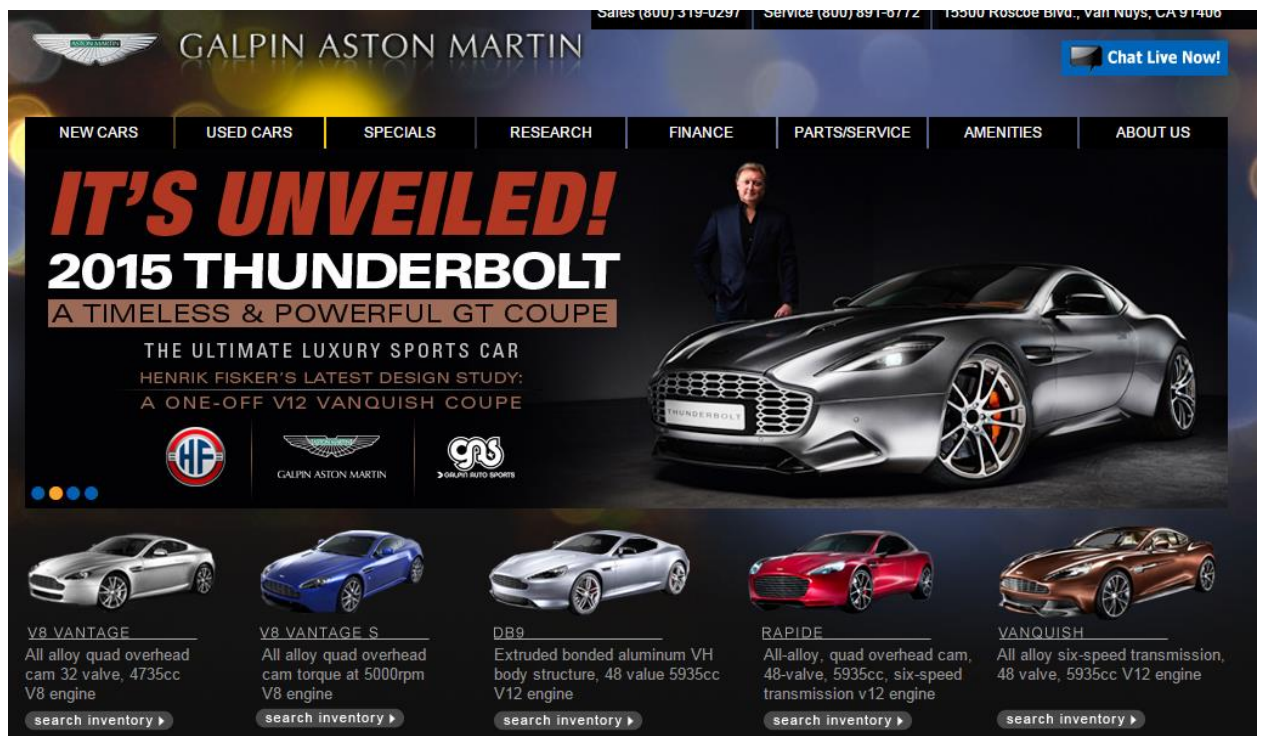 Sales (800) 319-0297 Service (800) 891-6772 15500 Roscoe Blvd., Van Nuys, CA 91406
ASTON MARTIN GALPIN ASTON MARTIN
Chat Live Now!
NEW CARS USED CARS SPECIALS RESEARCH FINANCE PARTS/SERVICE AMENITIES ABOUT US
IT'S UNVEILED!
2015 THUNDERBOLT
A TIMELESS & POWERFUL GT COUPE
THE ULTIMATE LUXURY SPORTS CAR
HENRIK FISKER'S LATEST DESIGN STUDY:
A ONE-OFF V12 VANQUISH COUPE
THUNDERBOLT
HF
GALPIN ASTON MARTIN
GAS
GALPIN AUTO SPORTS
V8 VANTAGE
All alloy quad overhead
cam 32 valve, 4735cc
V8 engine
search inventory
V8 VANTAGE S
All alloy quad overhead
cam torque at 5000rpm
V8 engine
search inventory
DB9
Extruded bonded aluminum VH
body structure, 48 value 5935cc
V12 engine
search inventory
RAPIDE
All-alloy, quad overhead cam,
48-valve, 5935cc, six-speed
transmission v12 engine
search inventory
VANQUISH
All alloy six-speed transmission,
48 valve, 5935cc V12 engine
search inventory